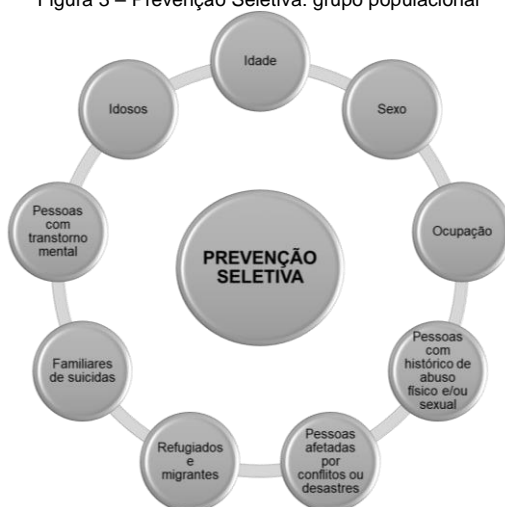 Figura 3 – Prevenção Seletiva: grupo populacional
Idade
Sexo
Ocupação
Pessoas
com
histórico de
abuso
físico e/ou
sexual
Pessoas
afetadas
por
conflitos ou
desastres
Refugiados
e
migrantes
Familiares
de suicidas
Pessoas
com
transtorno
mental
Idosos
PREVENÇÃO
SELETIVA